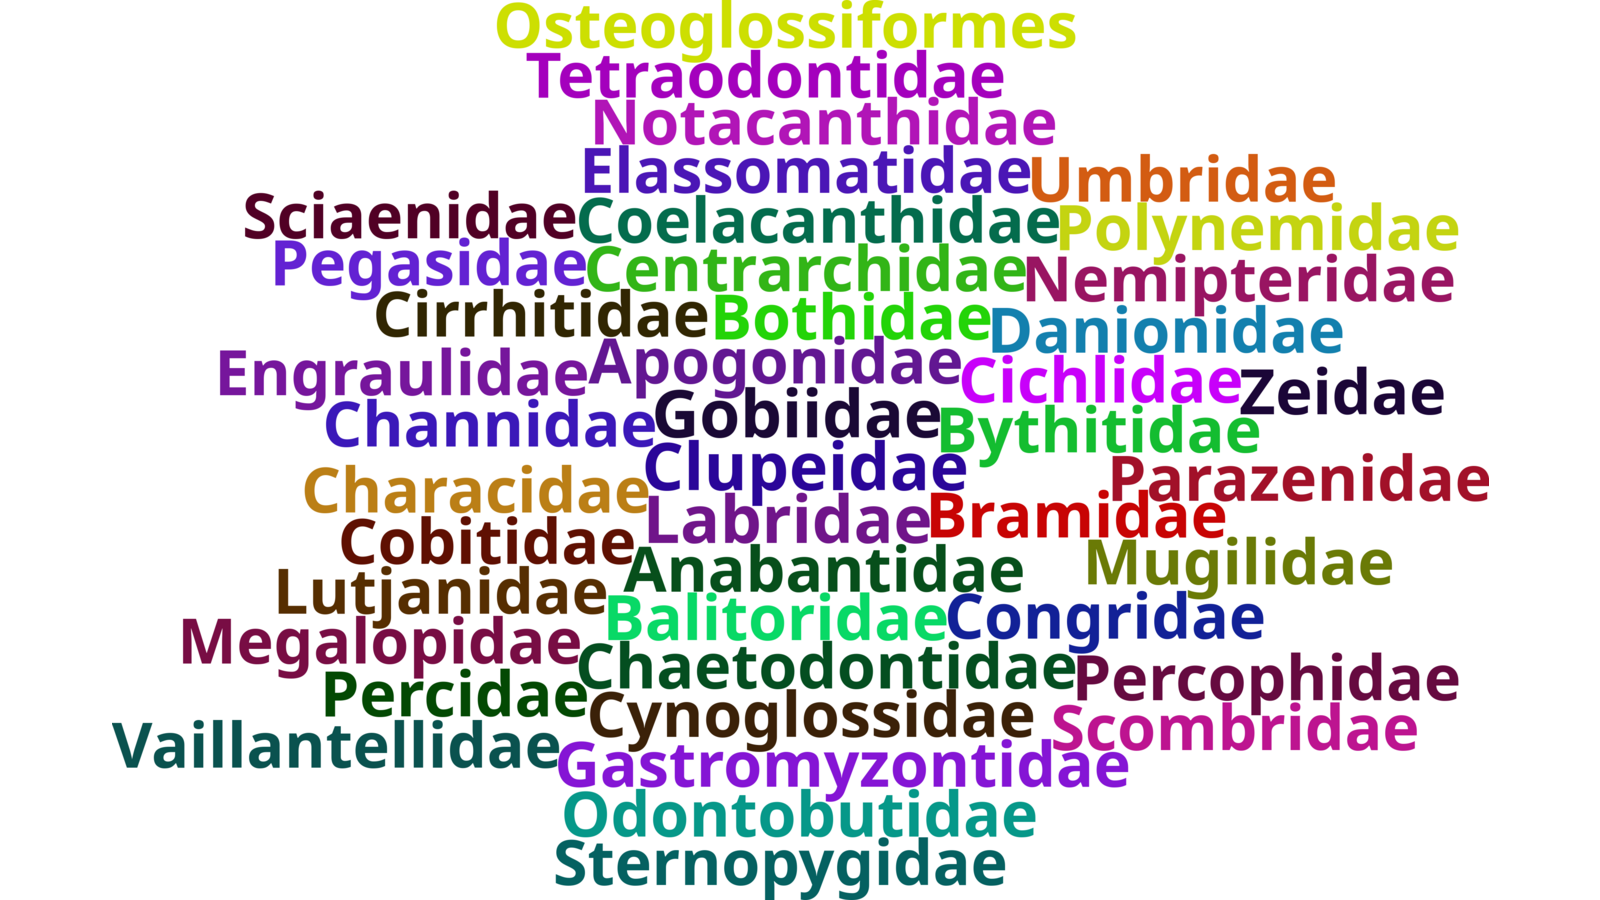 Osteoglossiformes
Tetraodontidae
Notacanthidae
Elassomatidae Umbridae
Sciaenidae Coelacanthidae Polynemidae
Pegasidae Centrarchidae Nemipteridae
Cirrhitidae Bothidae Danionidae
Engraulidae Apogonidae Cichlidae Zeidae
Channidae Gobiidae Bythitidae
Characidae Clupeidae Parazenidae
Cobitidae Labridae Bramidae
Lutjanidae Anabantidae Mugilidae
Megalopidae Balitoridae Congridae
Percidae Chaetodontidae Percophidae
Vaillantellidae Cynoglossidae Scombridae
Gastromyzontidae
Odontobutidae
Sternopygidae